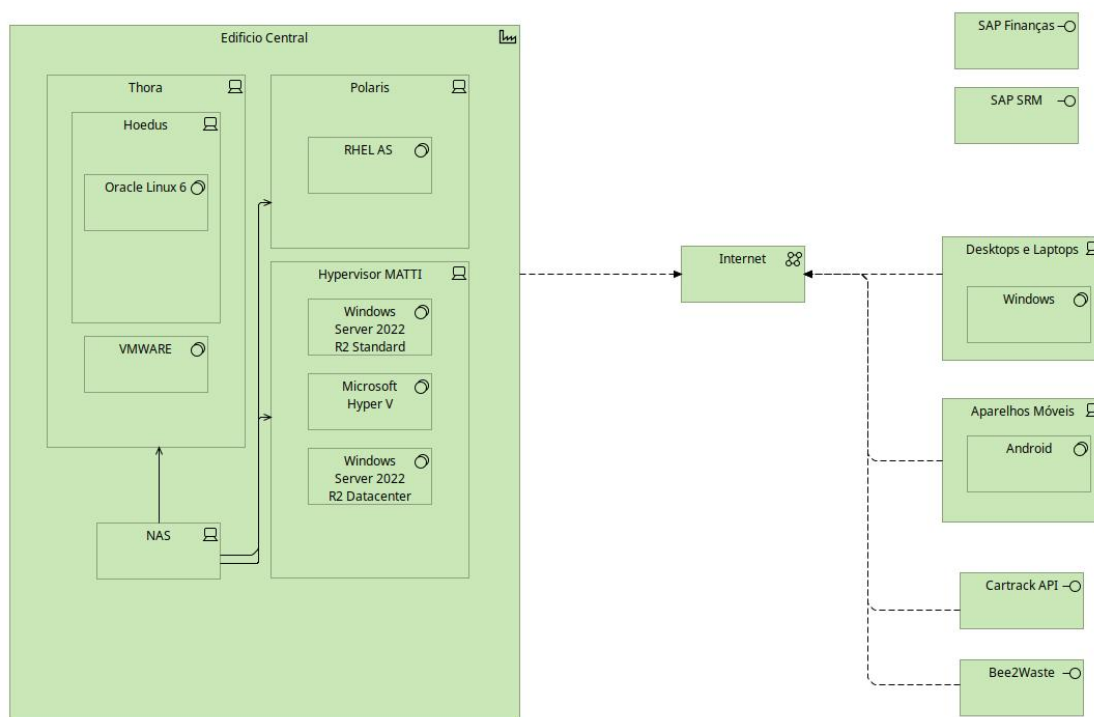 Edificio Central
Thora
Hoedus
Oracle Linux 6
VMWARE
NAS
Polaris
RHEL AS
Hypervisor MATTI
Windows
Server 2022
R2 Standard
Microsoft
Hyper V
Windows
Server 2022
R2 Datacenter
Internet
SAP Finanças
SAP SRM
Desktops e Laptops
Windows
Aparelhos Móveis
Android
Cartrack API
Bee2Waste